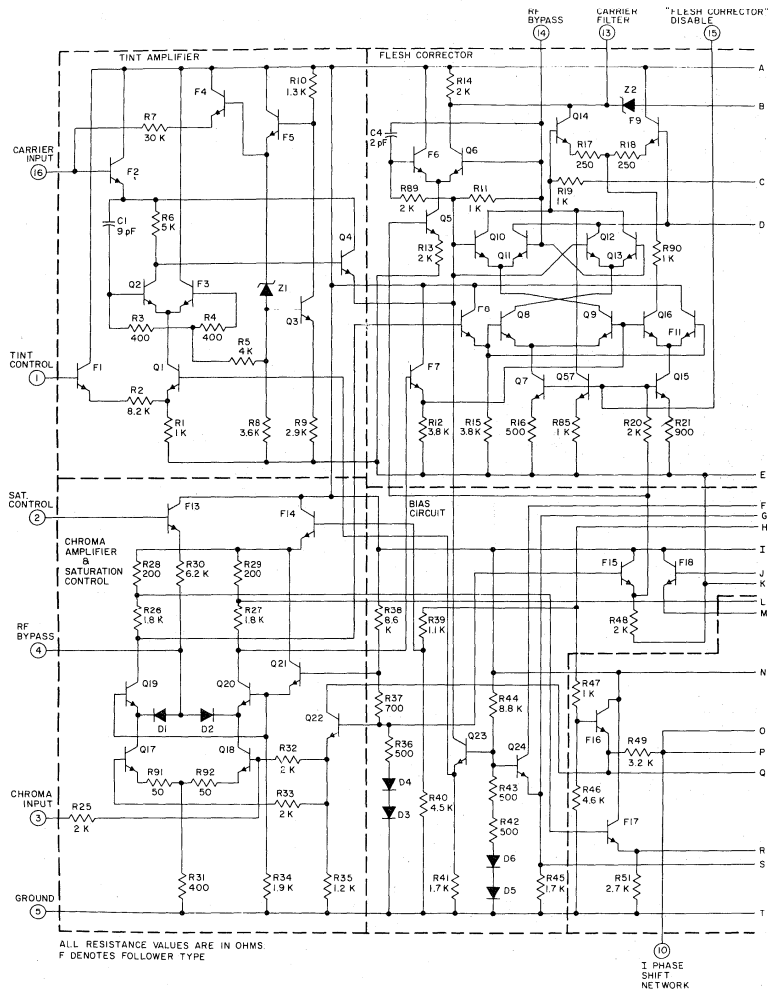 RF
BYPASS
14
CARRIER
FILTER
13
"FLESH CORRECTOR"
DISABLE
15
TINT AMPLIFIER
FLESH CORRECTOR
A
R10
1.3 K
F4
R14
2 K
Z2
Q14
F9
B
R7
30 K
F5
C4
2 pF
F6
Q6
R17
250
R18
250
CARRIER
INPUT
16
F2
R89
2 K
R11
1 K
R19
1 K
C
C1
9 pF
R6
5 K
Q4
Q5
D
R13
2 K
Q10
Q11
Q12
Q13
R90
1 K
Q2
F3
Z1
Q3
R3
400
R4
400
Q8
Q9
Q16
F11
R5
4 K
TINT
CONTROL
1
F1
Q1
F7
Q7
Q57
Q15
R2
8.2 K
R1
1 K
R8
3.6K
R9
2.9K
R12
3.8 K
R15
3.8K
R16
500
R85
1 K
R20
2 K
R21
900
E
SAT.
CONTROL
2
F13
F14
BIAS
CIRCUIT
F
G
H
CHROMA
AMPLIFIER
&
SATURATION
CONTROL
I
R28
200
R30
6.2 K
R29
200
F15
F18
J
K
R26
1.8 K
R27
1.8 K
R38
8.6
K
R39
1.1 K
L
M
R48
2 K
RF
BYPASS
4
Q21
N
Q19
Q20
R37
700
R44
8.8 K
R47
1 K
D1
D2
Q22
F16
O
Q17
Q18
R32
2 K
R36
500
Q23
Q24
R49
3.2 K
P
Q
R91
50
R92
50
R33
2 K
D4
D3
R40
4.5 K
R43
500
R42
500
R46
4.6 K
CHROMA
INPUT
3
R25
2 K
F17
R
S
D6
D5
R31
400
R34
1.9 K
R35
1.2 K
R41
1.7 K
R45
1.7 K
R51
2.7 K
GROUND
5
T
ALL RESISTANCE VALUES ARE IN OHMS.
F DENOTES FOLLOWER TYPE
10
I PHASE
SHIFT
NETWORK